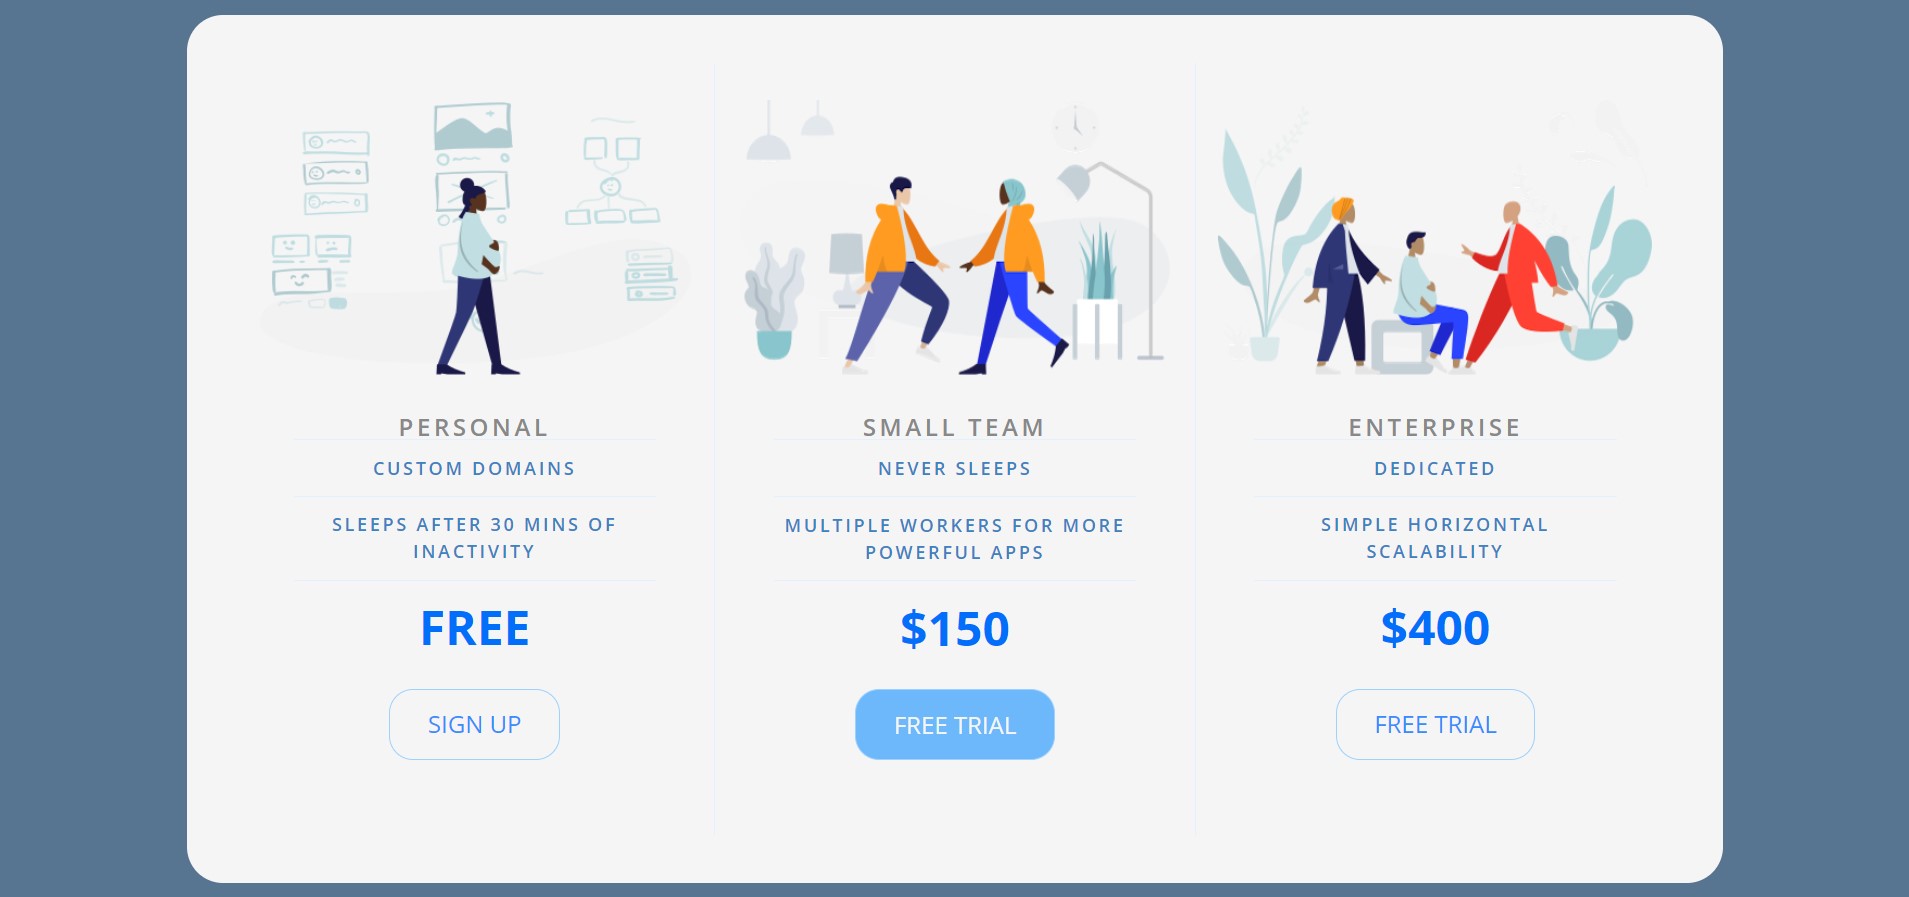 PERSONAL
CUSTOM DOMAINS
SLEEPS AFTER 30 MINS OF
INACTIVITY
FREE
SIGN UP
SMALL TEAM
NEVER SLEEPS
MULTIPLE WORKERS FOR MORE
POWERFUL APPS
$150
FREE TRIAL
ENTERPRISE
DEDICATED
SIMPLE HORIZONTAL
SCALABILITY
$400
FREE TRIAL